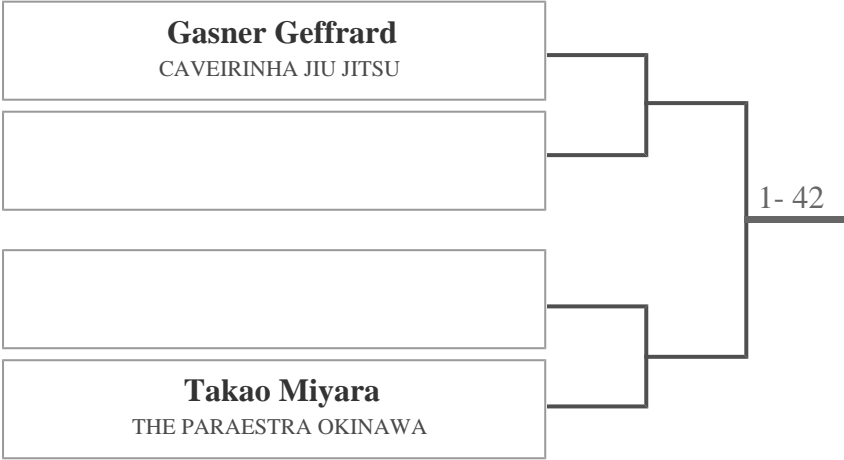 Gasner Geffrard
CAVEIRINHA JIU JITSU
1- 42
Takao Miyara
THE PARAESTRA OKINAWA